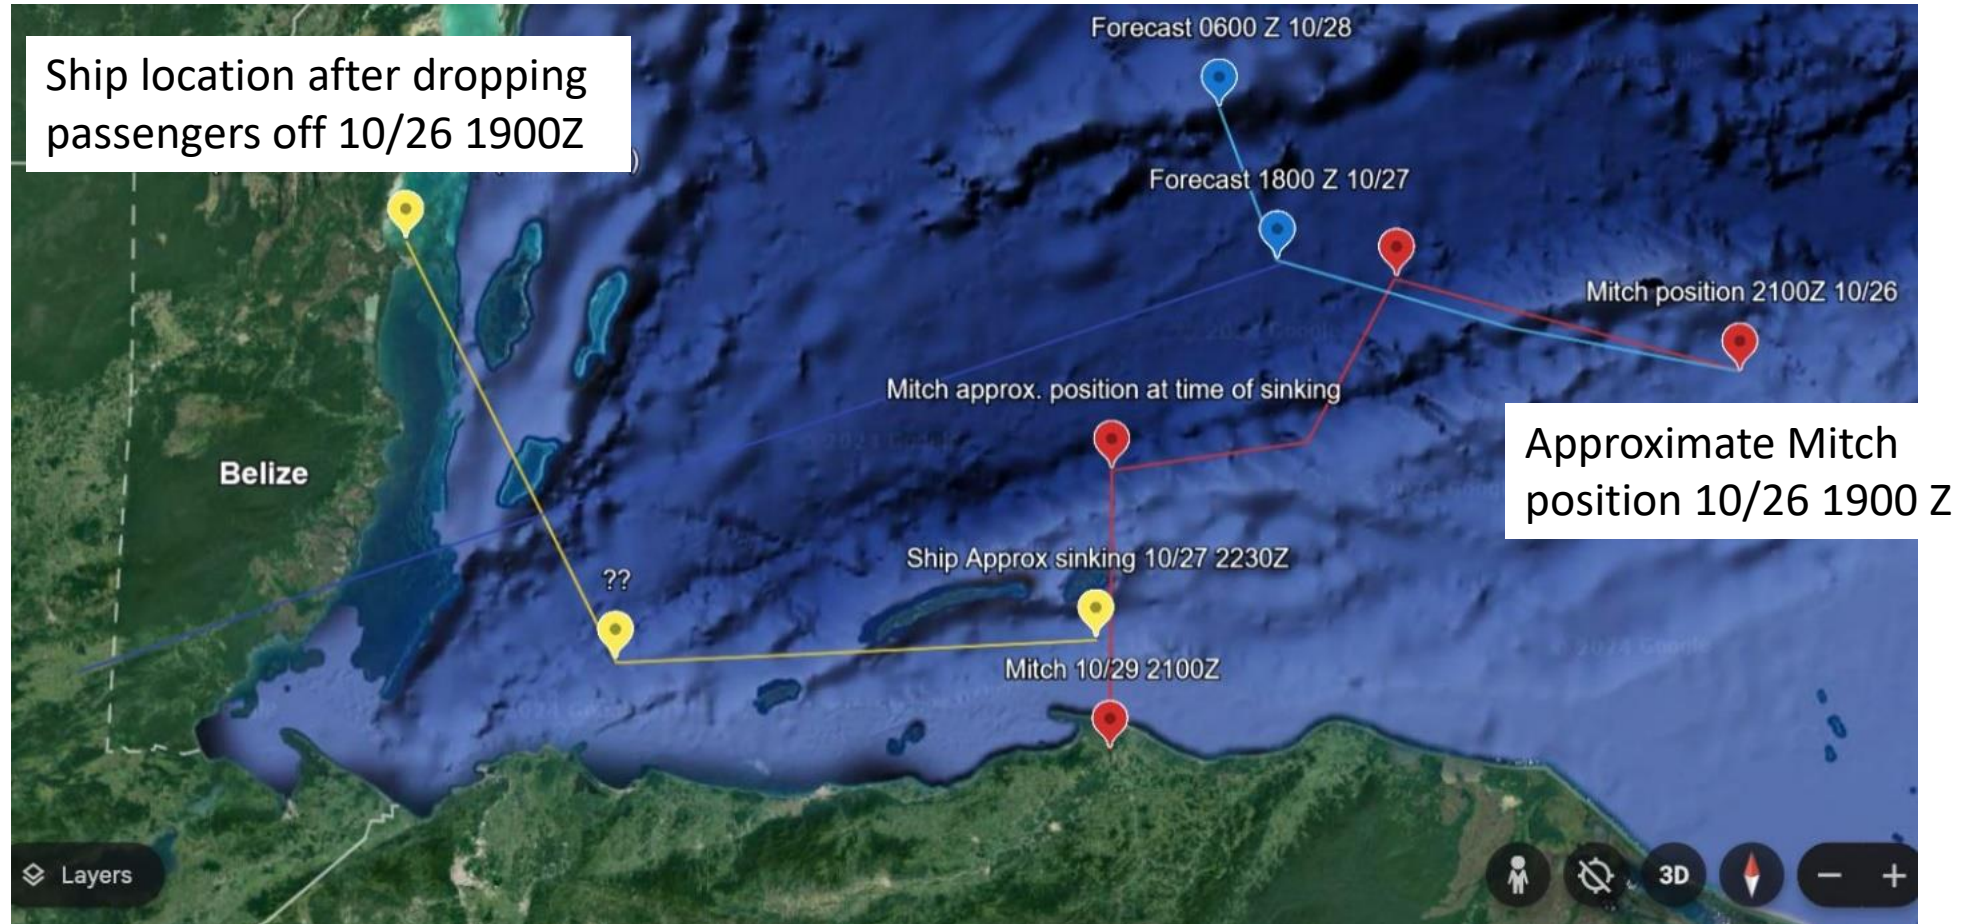 Forecast 0600 Z 10/28
Ship location after dropping
passengers off 10/26 1900Z
)
Forecast 1800 Z 10/27
Mitch position 2100Z 10/26
Mitch approx. position at time of sinking
Approximate Mitch
position 10/26 1900 Z
Belize
Ship Approx sinking 10/27 2230Z
??
Mitch 10/29 2100Z
Layers
3D